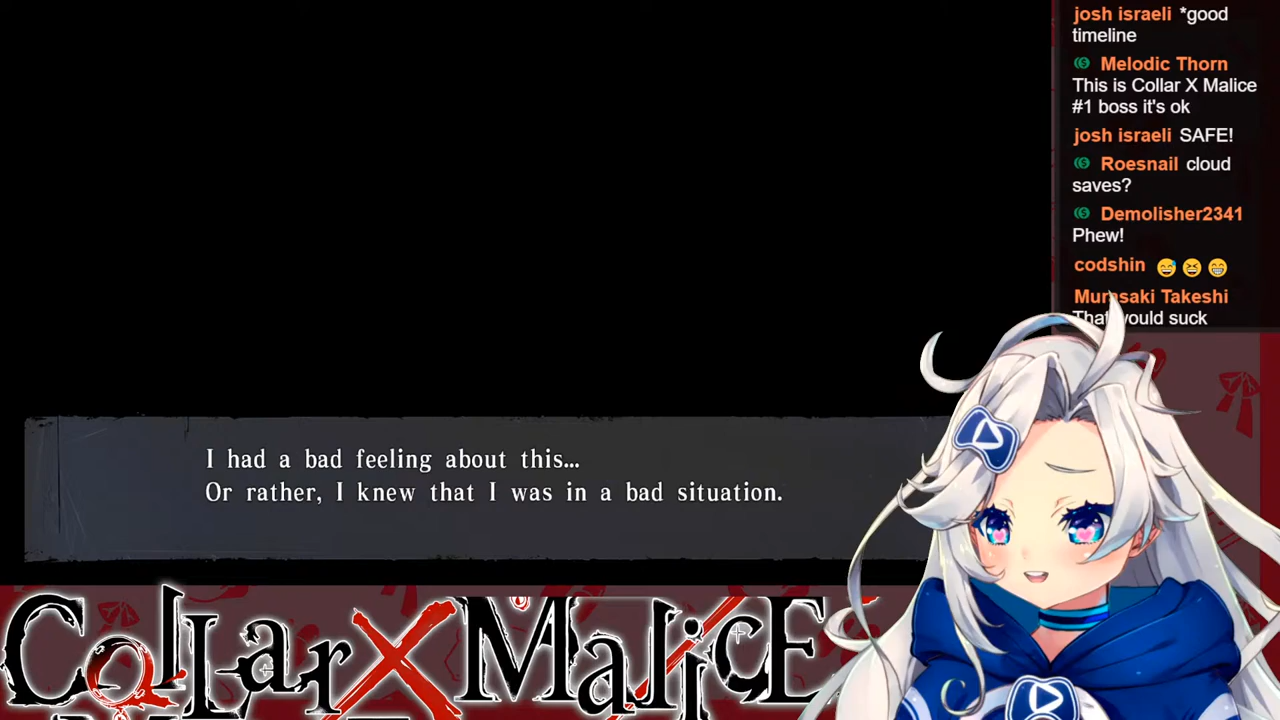 josh israeli *good
timeline
Melodic Thorn
This is Collar X Malice
#1 boss it's ok
josh israeli SAFE!
Roesnail cloud
saves?
Demolisher2341
Phew!
codshin
Murasaki Takeshi
That would suck
I had a bad feeling about this...
Or rather, I knew that I was in a bad situation.
Collar X Malice